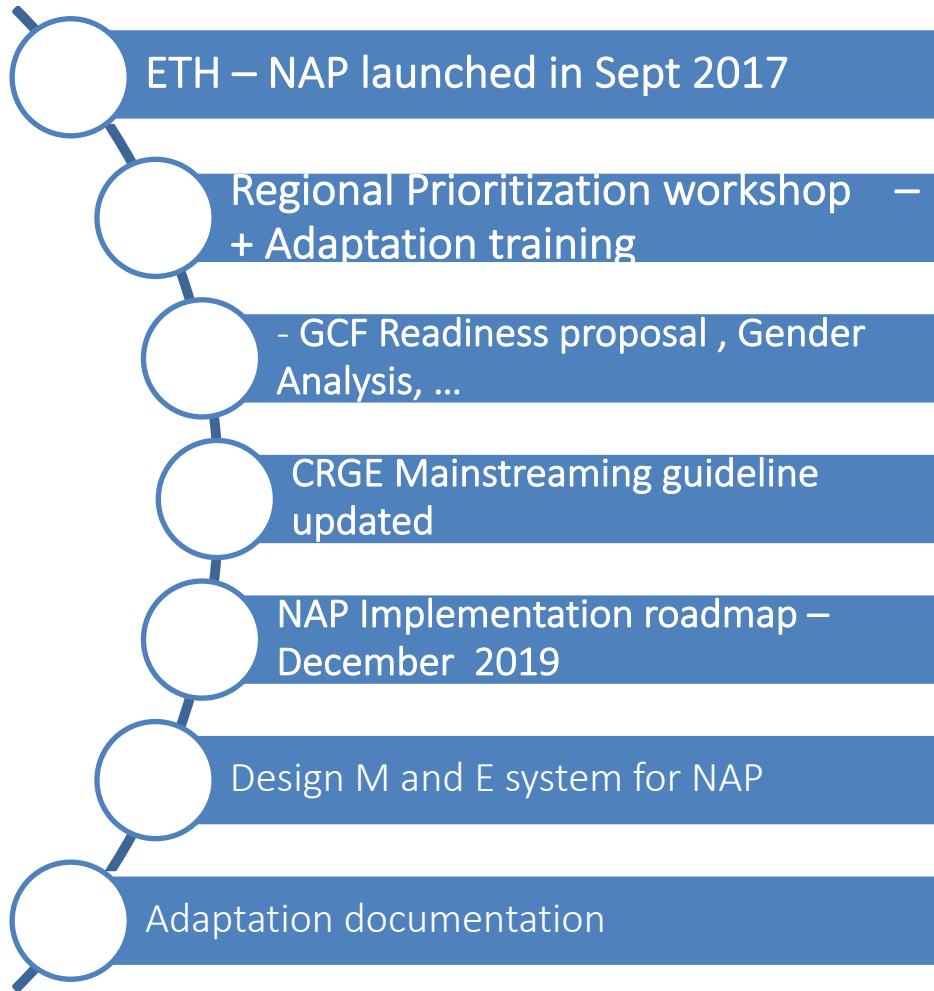 ETH – NAP launched in Sept 2017
Regional Prioritization workshop –
+ Adaptation training
- GCF Readiness proposal , Gender
Analysis, ...
CRGE Mainstreaming guideline
updated
NAP Implementation roadmap –
December 2019
Design M and E system for NAP
Adaptation documentation